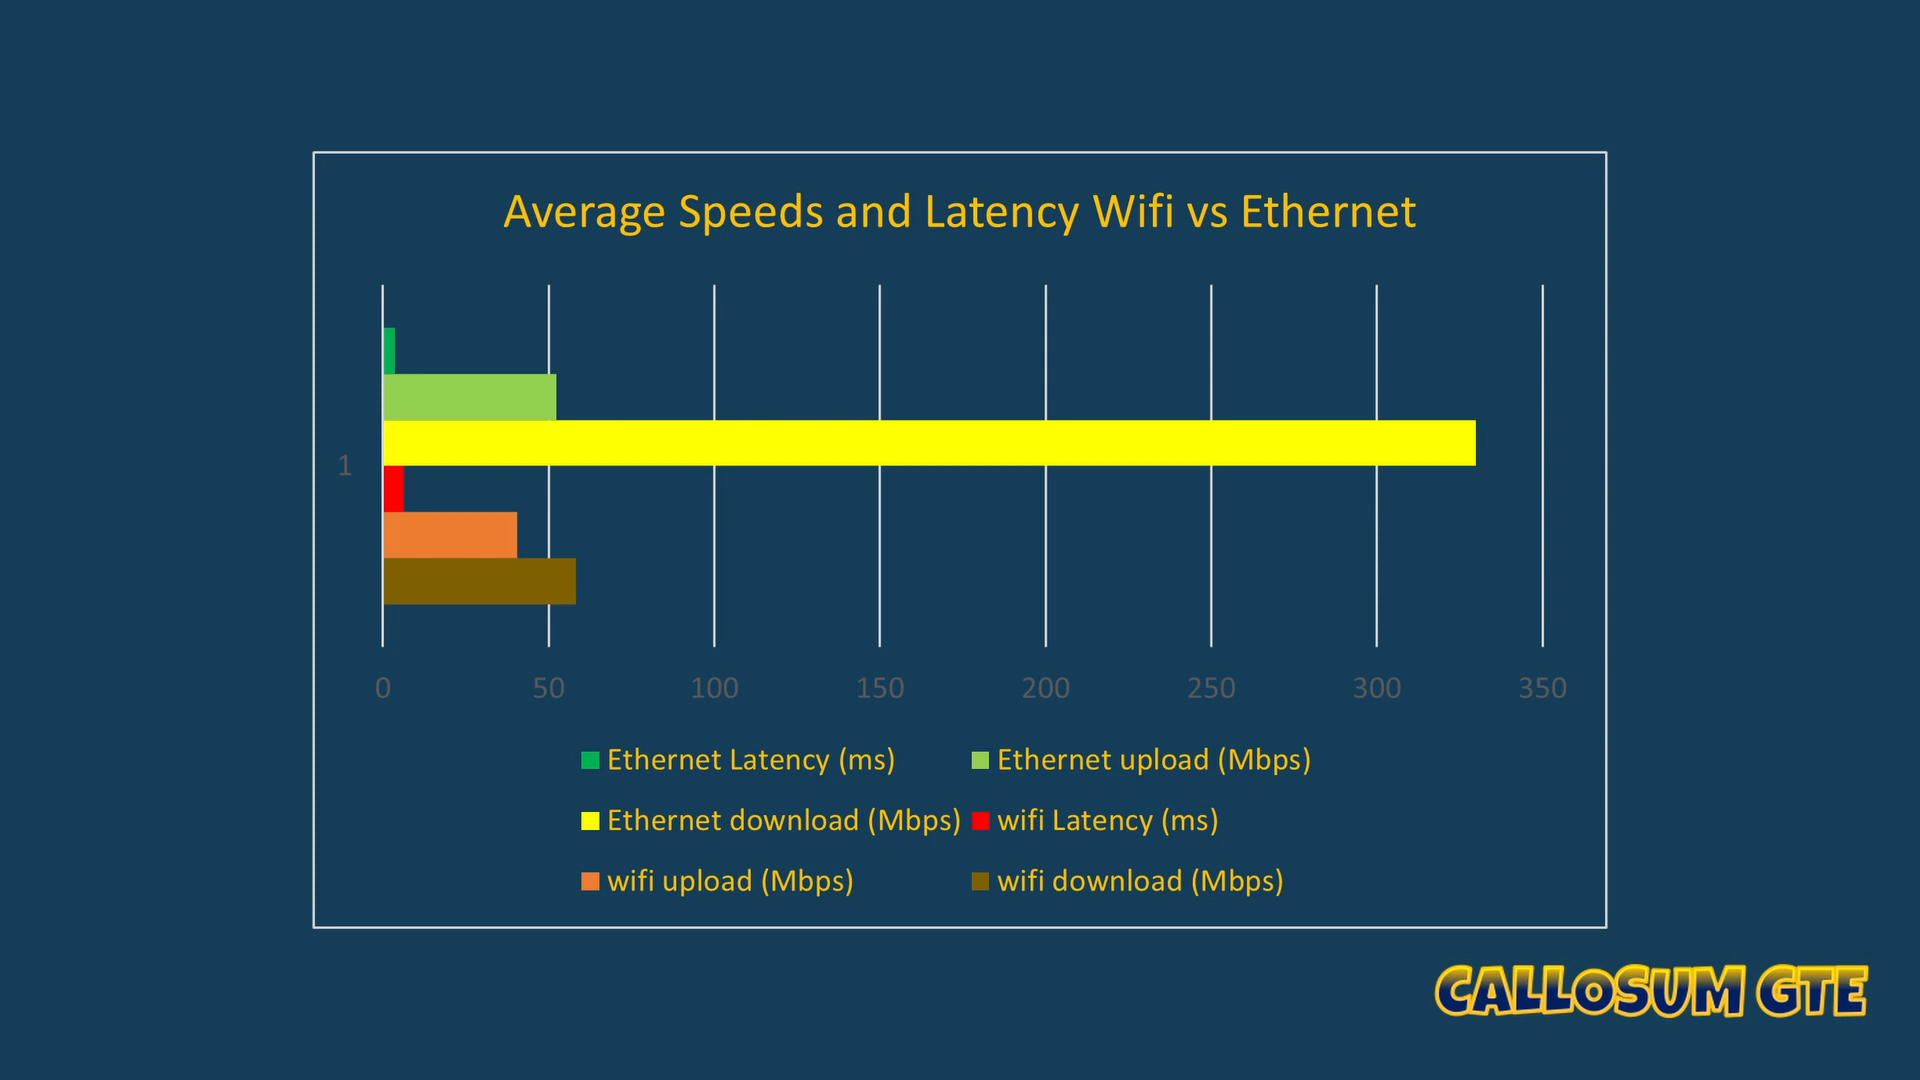 Average Speeds and Latency Wifi vs Ethernet
1
0 50 100 150 200 250 300 350
Ethernet Latency (ms) Ethernet upload (Mbps)
Ethernet download (Mbps) wifi Latency (ms)
wifi upload (Mbps) wifi download (Mbps)
CALLOSUM GTE